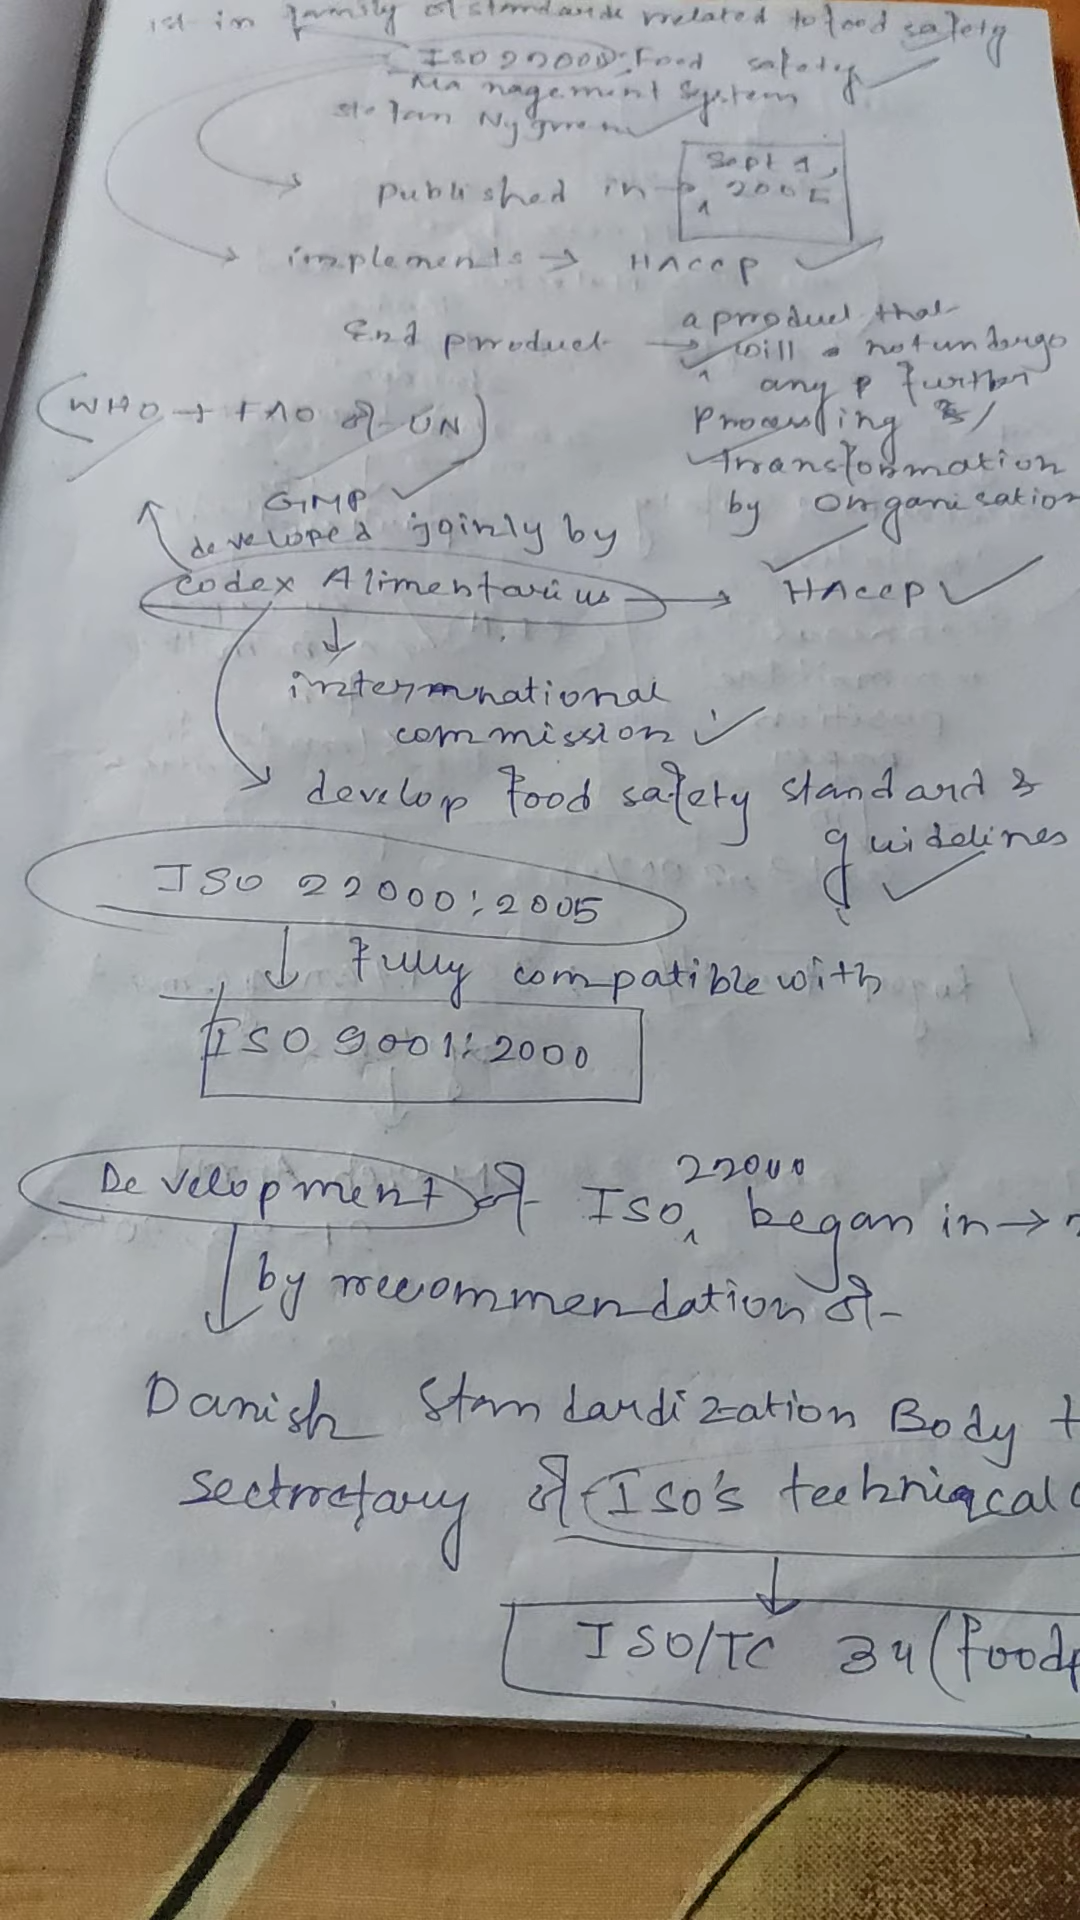 1st in family of standards related to food safety
ISO 22000: Food safety
Management System
stefan Nygren
published in → Sept 1,
2005
implements → HACCP
End product → a product that
will not undergo
any p further
Processing &/
transformation
by organisation
(WHO + FAO of UN)
GMP
developed joinly by
Codex Alimentarius → HACCP
international
commission
develop Food safety standard &
guidelines
ISO 22000:2005
Fully compatible with
ISO 9001:2000
Development of ISO 22000 began in →
by recommendation of
Danish Standardization Body t
sectretary of ISO's technical c
ISO/TC 34 (foodp